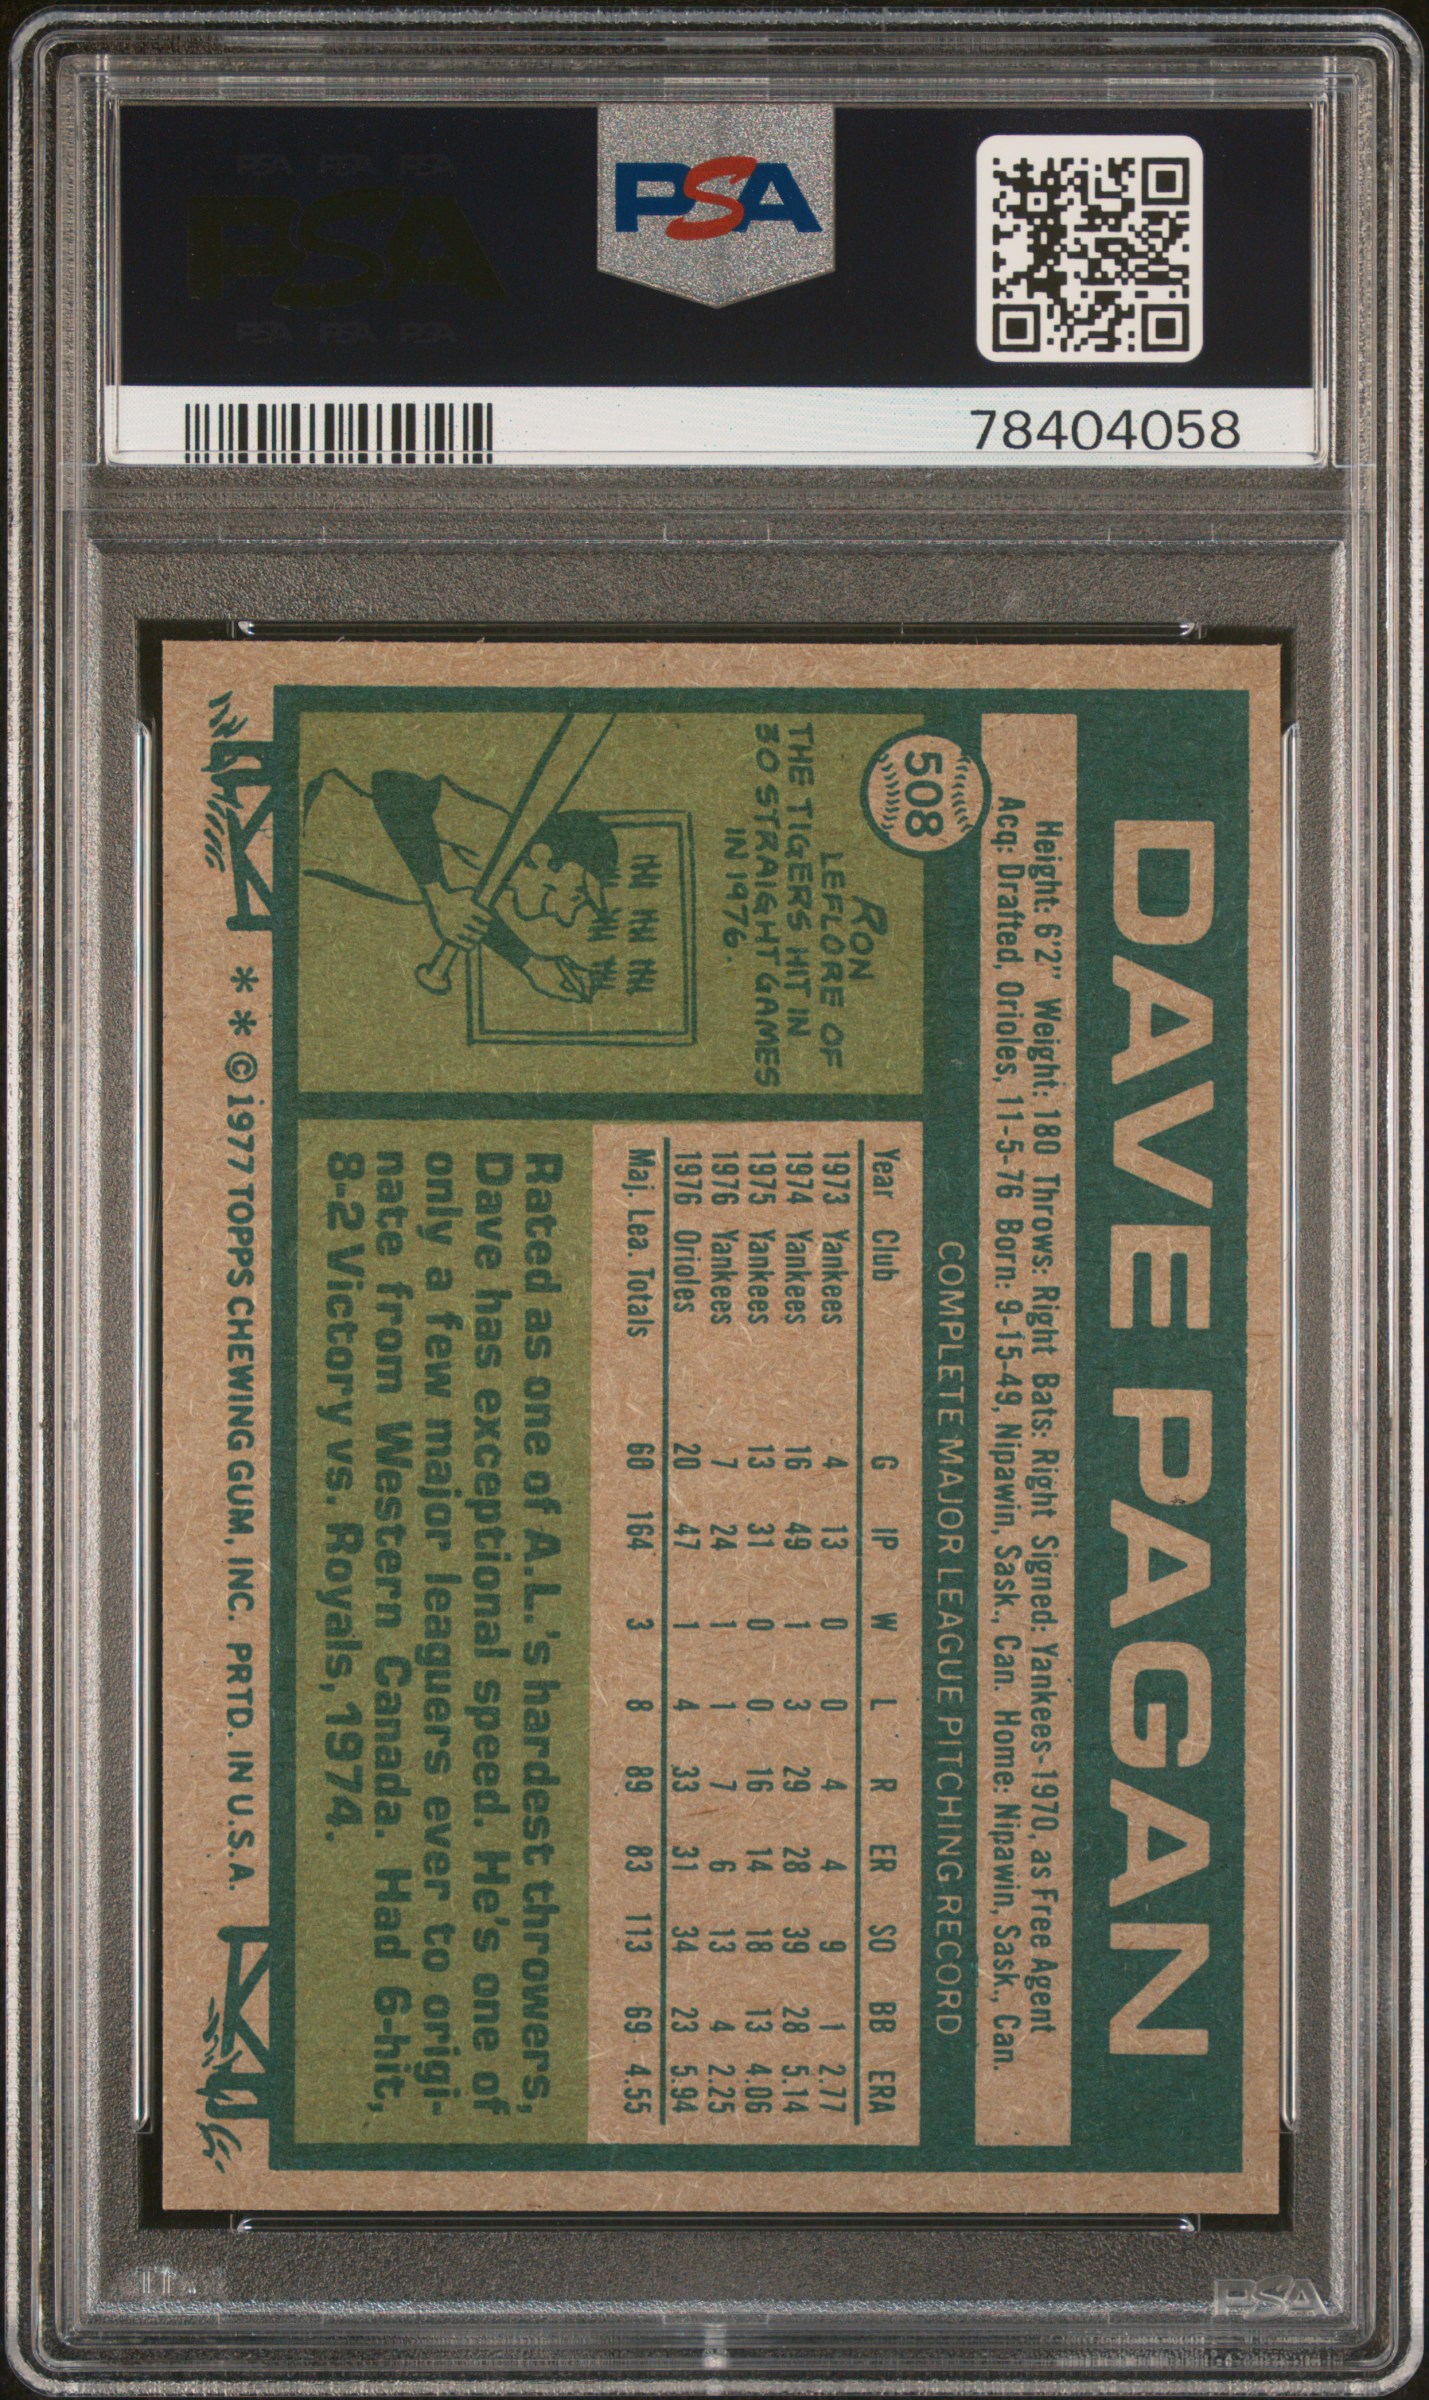 PSA PSA PSA
PSA
PSA PSA PSA
PSA
78404058
DAVE PAGAN
Height: 6'2" Weight: 180 Throws: Right Bats: Right Signed: Yankees-1970, as Free Agent
Acq: Drafted, Orioles, 11-5-76 Born: 9-15-49, Nipawin, Sask., Can. Home: Nipawin, Sask., Can.
508
COMPLETE MAJOR LEAGUE PITCHING RECORD
RON
LEFLORE OF
THE TIGERS HIT IN
30 STRAIGHT GAMES
IN 1976.
Year Club G IP W L R ER SO BB ERA
1973 Yankees 4 13 0 0 4 4 9 1 2.77
1974 Yankees 16 49 1 3 29 28 39 28 5.14
1975 Yankees 13 31 0 0 16 14 18 13 4.06
1976 Yankees 7 24 1 1 7 6 13 4 2.25
1976 Orioles 20 47 1 4 33 31 34 23 5.94
Maj. Lea. Totals 60 164 3 8 89 83 113 69 4.55
Rated as one of A.L.'s hardest throwers,
Dave has exceptional speed. He's one of
only a few major leaguers ever to origi-
nate from Western Canada. Had 6-hit,
8-2 Victory vs. Royals, 1974.
* * © 1977 TOPPS CHEWING GUM, INC. PRTD. IN U.S.A.
PSA